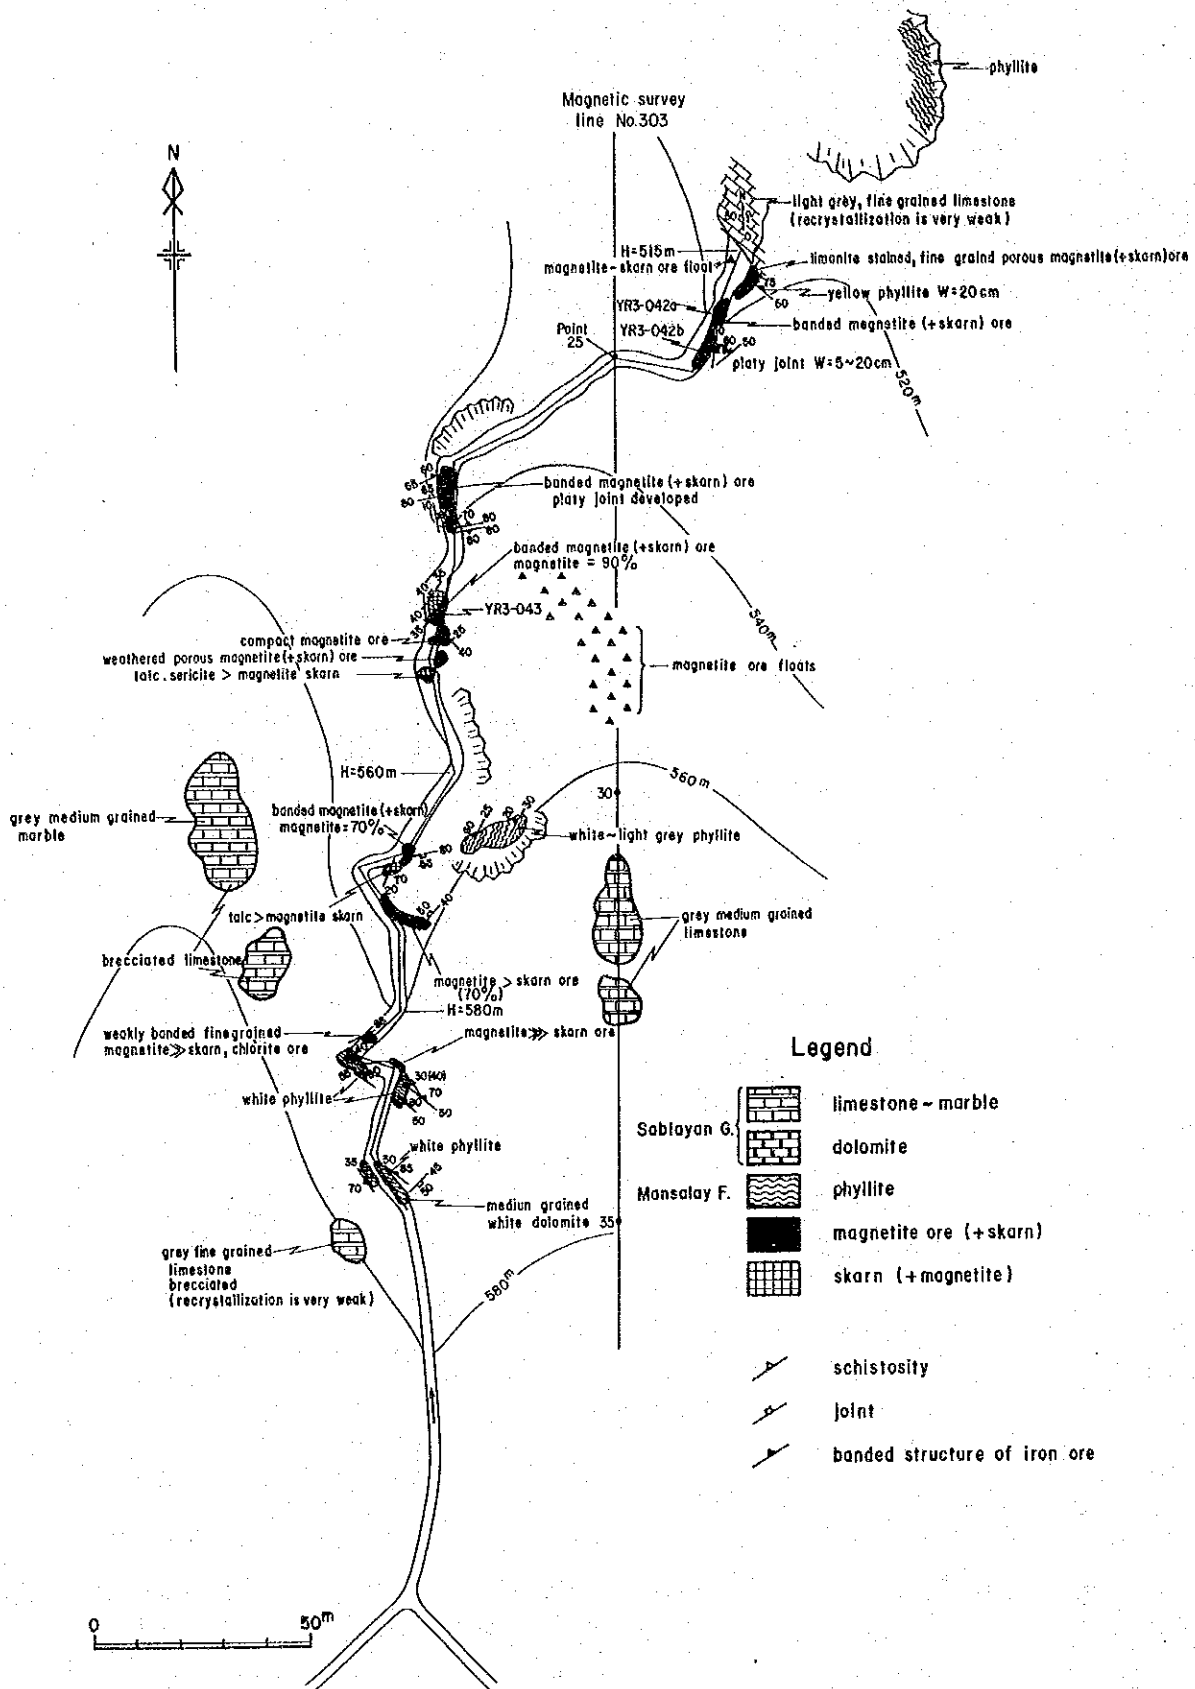 phyllite
Magnetic survey
line No.303
N
light grey, fine grained limestone
(recrystallization is very weak)
H=515m
magnetite-skarn ore float
limonite stained, fine graind porous magnetite(+skarn)ore
75
60
yellow phyllite W=20cm
YR3-042a
banded magnetite (+skarn) ore
YR3-042b
Point
25
50
platy joint W=5~20cm
520m
banded magnetite (+skarn) ore
platy joint developed
banded magnetite (+skarn) ore
magnetite = 90%
YR3-043
540m
compact magnetite ore
weathered porous magnetite(+skarn) ore
talc.sericite > magnetite skarn
magnetite ore floats
H=560m
560m
30
grey medium grained
marble
banded magnetite(+skarn)
magnetite=70%
white~light grey phyllite
talc>magnetite skarn
grey medium grained
limestone
brecciated limestone
magnetite > skarn ore
(70%)
H=580m
weakly banded finegrained
magnetite≫skarn, chlorite ore
magnetite⋙ skarn ore
30(40)
70
50
white phyllite
white phyllite
mediun grained
white dolomite
35
grey fine grained
limestone
brecciated
(recrystallization is very weak)
580m
Legend
Sablayan G.
limestone ~ marble
dolomite
Mansalay F.
phyllite
magnetite ore (+skarn)
skarn (+magnetite)
schistosity
joint
banded structure of iron ore
0
50m